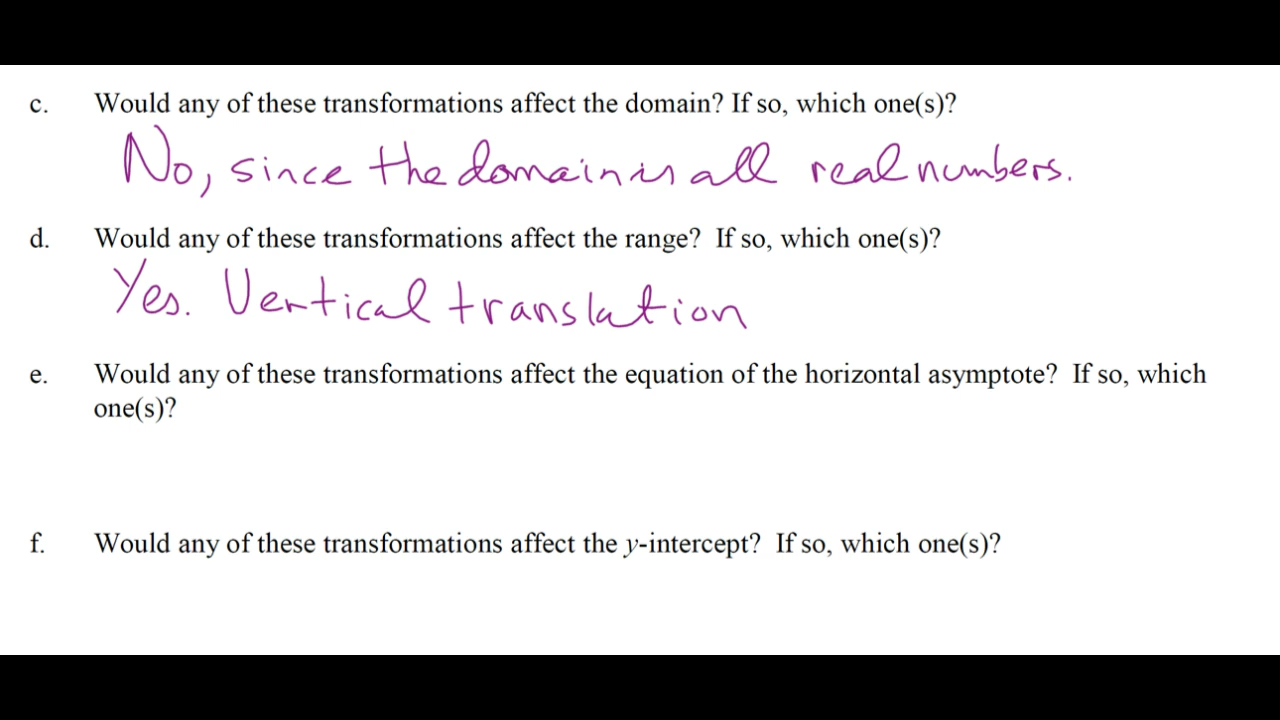 c. Would any of these transformations affect the domain? If so, which one(s)?
No, since the domain is all real numbers.
d. Would any of these transformations affect the range? If so, which one(s)?
Yes. Vertical translation
e. Would any of these transformations affect the equation of the horizontal asymptote? If so, which
one(s)?
f. Would any of these transformations affect the y-intercept? If so, which one(s)?